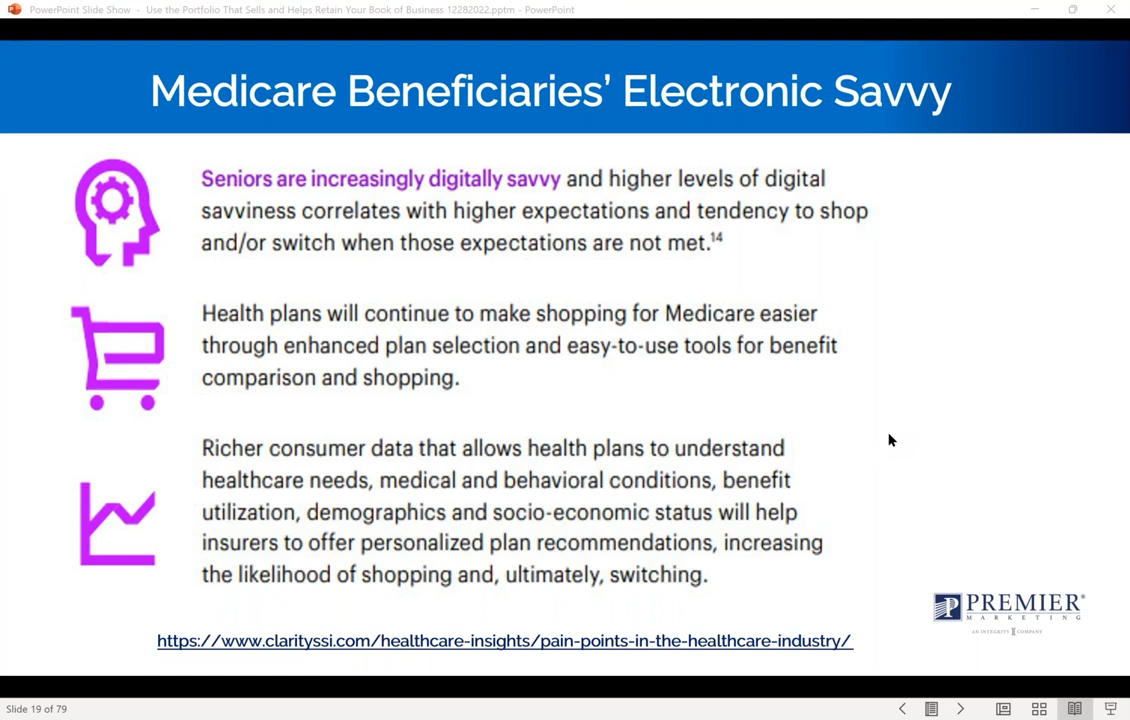 PowerPoint Slide Show - Use the Portfolio That Sells and Helps Retain Your Book of Business 12282022.pptm - PowerPoint
Medicare Beneficiaries’ Electronic Savvy
Seniors are increasingly digitally savvy and higher levels of digital
savviness correlates with higher expectations and tendency to shop
and/or switch when those expectations are not met.¹⁴
Health plans will continue to make shopping for Medicare easier
through enhanced plan selection and easy-to-use tools for benefit
comparison and shopping.
Richer consumer data that allows health plans to understand
healthcare needs, medical and behavioral conditions, benefit
utilization, demographics and socio-economic status will help
insurers to offer personalized plan recommendations, increasing
the likelihood of shopping and, ultimately, switching.
PREMIER®
MARKETING
AN INTEGRITY COMPANY
https://www.clarityssi.com/healthcare-insights/pain-points-in-the-healthcare-industry/
Slide 19 of 79